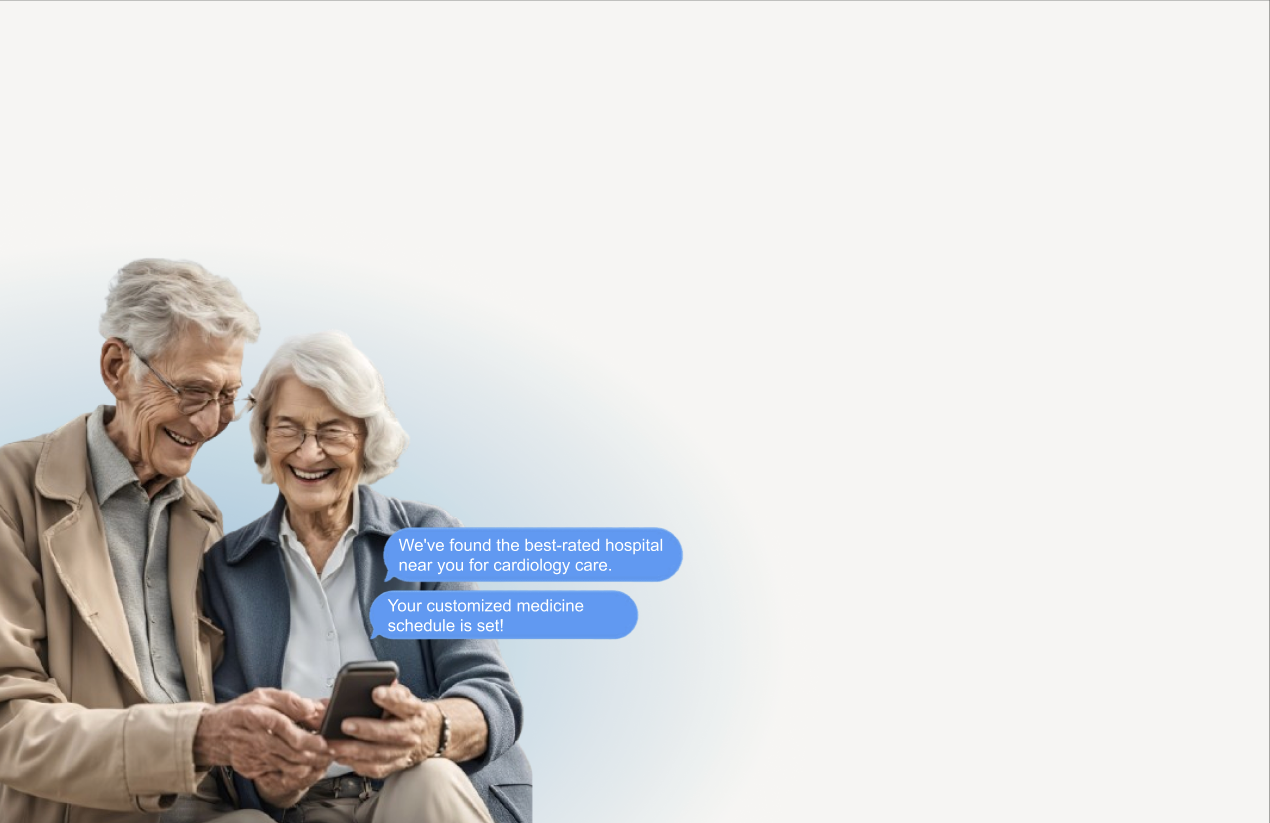 We've found the best-rated hospital
near you for cardiology care.
Your customized medicine
schedule is set!